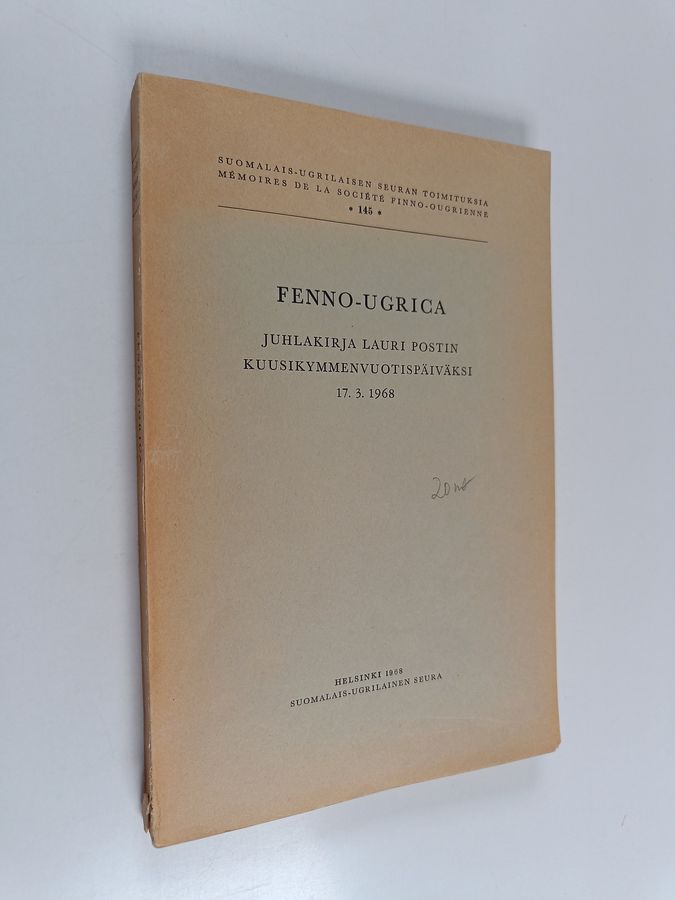 SUOMALAIS-UGRILAISEN SEURAN TOIMITUKSIA
MÉMOIRES DE LA SOCIÉTÉ FINNO-OUGRIENNE
* 145 *
FENNO-UGRICA
JUHLAKIRJA LAURI POSTIN
KUUSIKYMMENVUOTISPÄIVÄKSI
17. 3. 1968
HELSINKI 1968
SUOMALAIS-UGRILAINEN SEURA